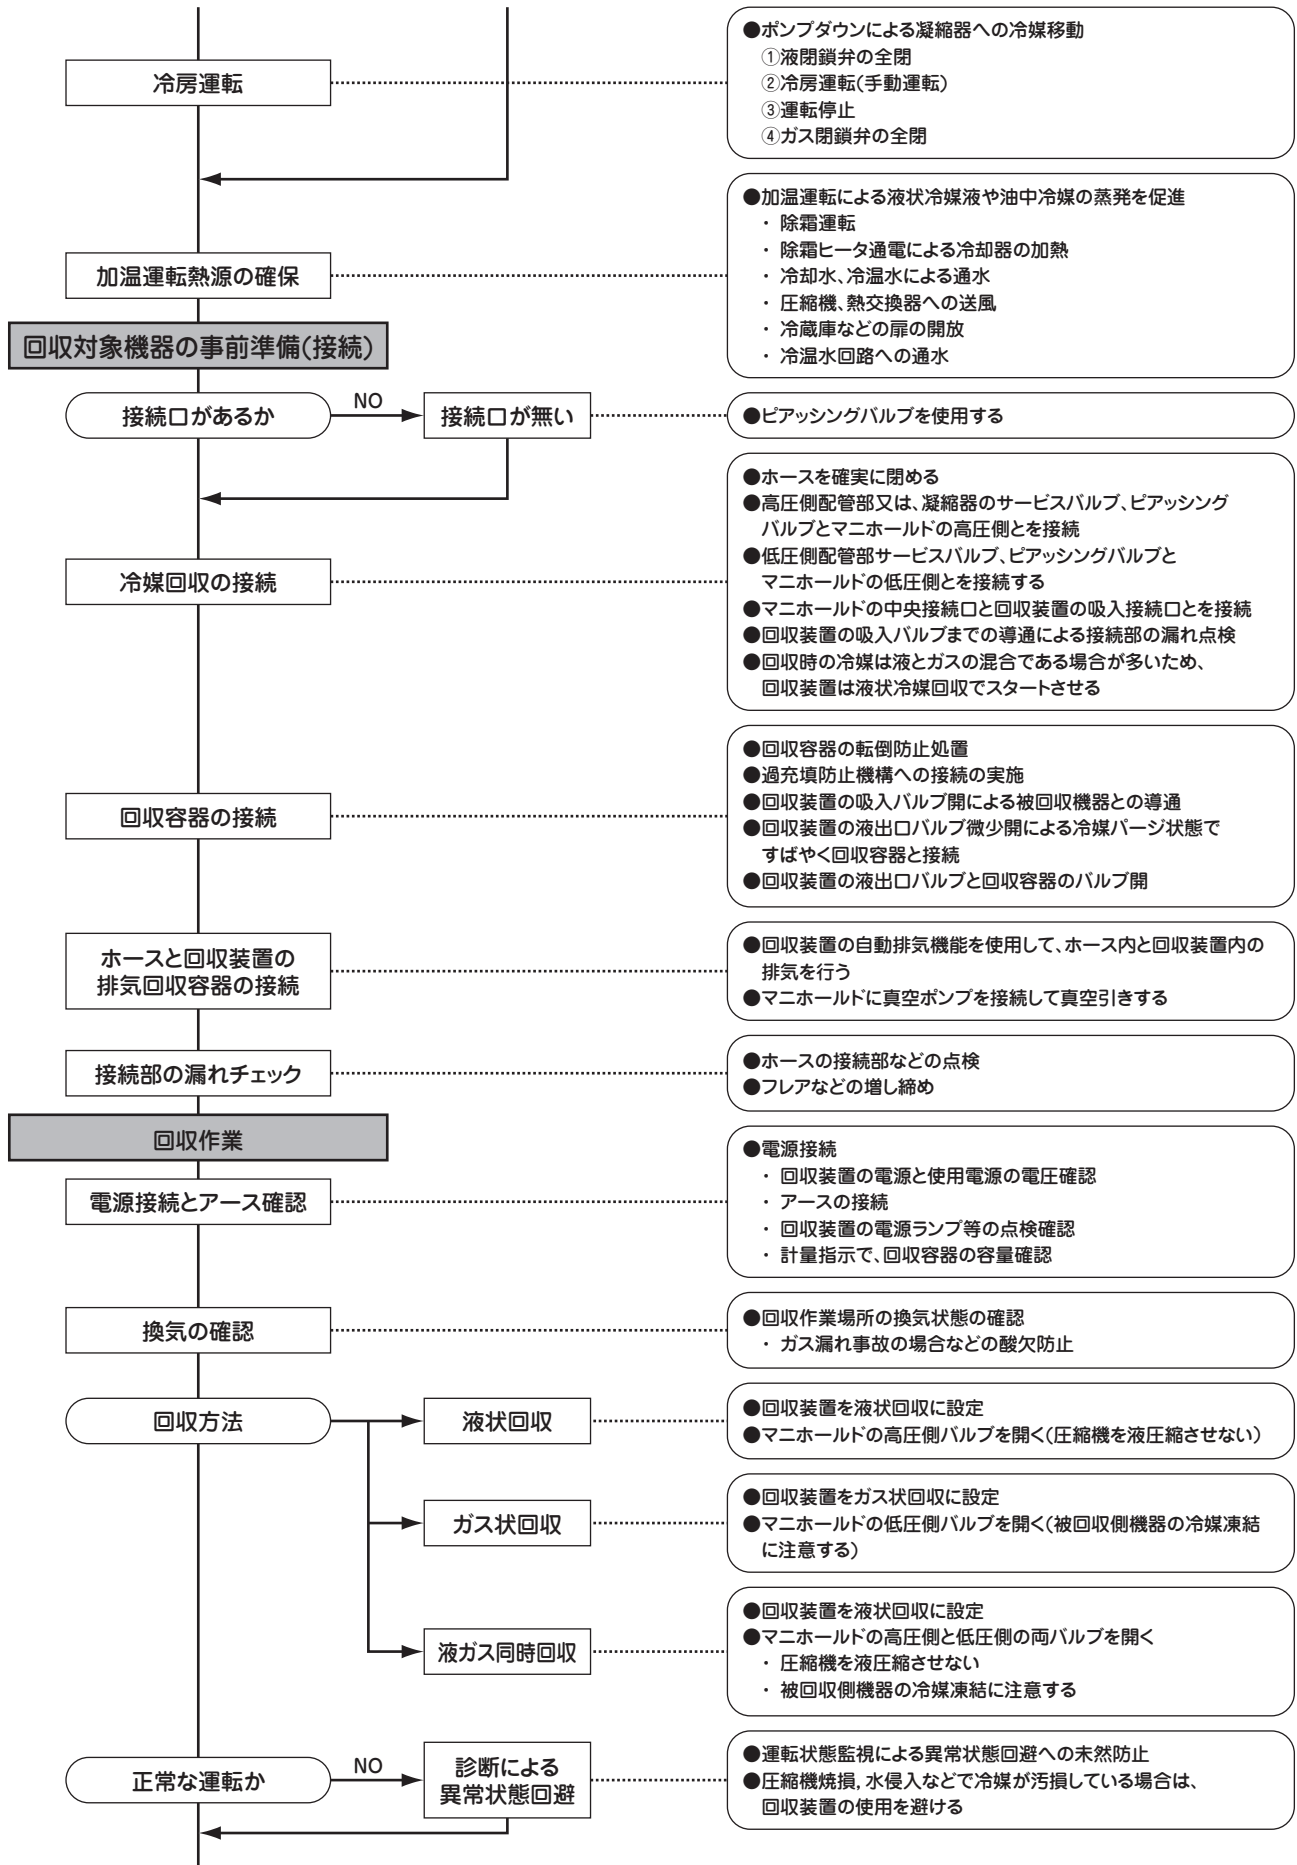 冷房運転
●ポンプダウンによる凝縮器への冷媒移動
①液閉鎖弁の全閉
②冷房運転(手動運転)
③運転停止
④ガス閉鎖弁の全閉
加温運転熱源の確保
●加温運転による液状冷媒液や油中冷媒の蒸発を促進
・ 除霜運転
・ 除霜ヒータ通電による冷却器の加熱
・ 冷却水、冷温水による通水
・ 圧縮機、熱交換器への送風
・ 冷蔵庫などの扉の開放
・ 冷温水回路への通水
回収対象機器の事前準備(接続)
接続口があるか
NO
接続口が無い
●ピアッシングバルブを使用する
冷媒回収の接続
●ホースを確実に閉める
●高圧側配管部又は、凝縮器のサービスバルブ、ピアッシング
バルブとマニホールドの高圧側とを接続
●低圧側配管部サービスバルブ、ピアッシングバルブと
マニホールドの低圧側とを接続する
●マニホールドの中央接続口と回収装置の吸入接続口とを接続
●回収装置の吸入バルブまでの導通による接続部の漏れ点検
●回収時の冷媒は液とガスの混合である場合が多いため、
回収装置は液状冷媒回収でスタートさせる
回収容器の接続
●回収容器の転倒防止処置
●過充填防止機構への接続の実施
●回収装置の吸入バルブ開による被回収機器との導通
●回収装置の液出口バルブ微少開による冷媒パージ状態で
すばやく回収容器と接続
●回収装置の液出口バルブと回収容器のバルブ開
ホースと回収装置の
排気回収容器の接続
●回収装置の自動排気機能を使用して、ホース内と回収装置内の
排気を行う
●マニホールドに真空ポンプを接続して真空引きする
接続部の漏れチェック
●ホースの接続部などの点検
●フレアなどの増し締め
回収作業
電源接続とアース確認
●電源接続
・ 回収装置の電源と使用電源の電圧確認
・ アースの接続
・ 回収装置の電源ランプ等の点検確認
・ 計量指示で、回収容器の容量確認
換気の確認
●回収作業場所の換気状態の確認
・ ガス漏れ事故の場合などの酸欠防止
回収方法
液状回収
●回収装置を液状回収に設定
●マニホールドの高圧側バルブを開く(圧縮機を液圧縮させない)
ガス状回収
●回収装置をガス状回収に設定
●マニホールドの低圧側バルブを開く(被回収側機器の冷媒凍結
に注意する)
液ガス同時回収
●回収装置を液状回収に設定
●マニホールドの高圧側と低圧側の両バルブを開く
・ 圧縮機を液圧縮させない
・ 被回収側機器の冷媒凍結に注意する
正常な運転か
NO
診断による
異常状態回避
●運転状態監視による異常状態回避への未然防止
●圧縮機焼損,水侵入などで冷媒が汚損している場合は、
回収装置の使用を避ける